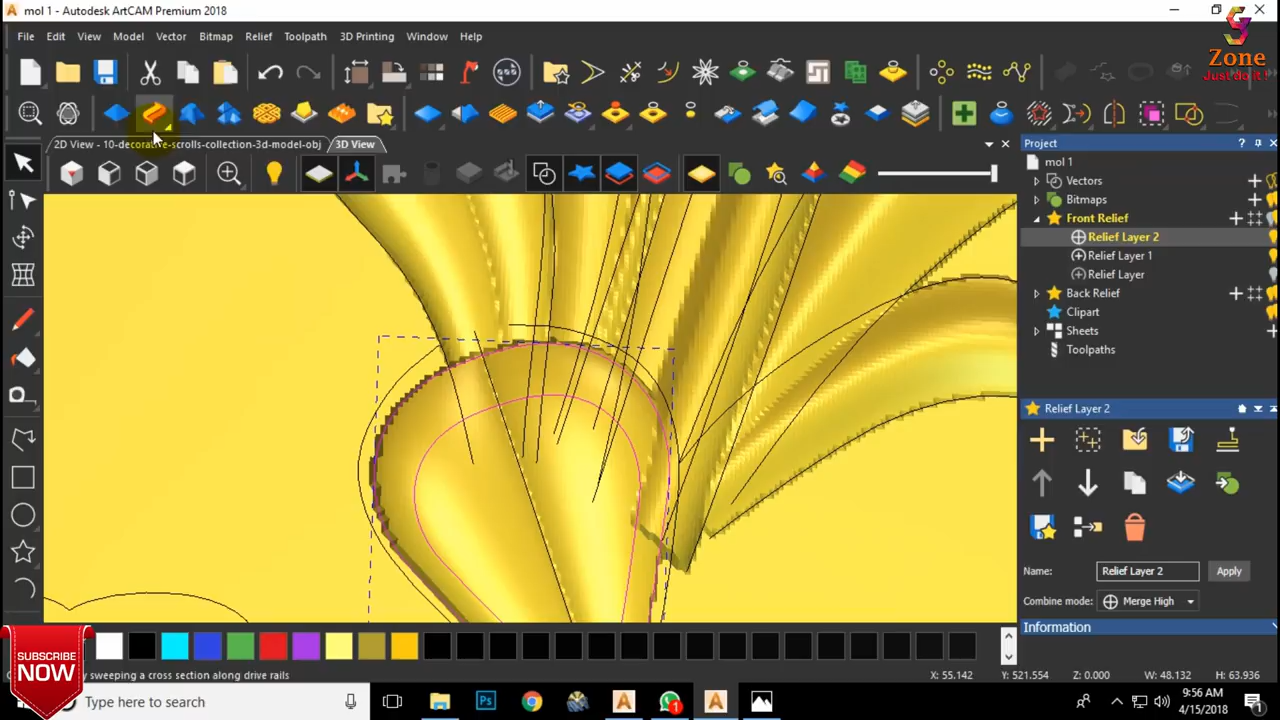 mol 1 - Autodesk ArtCAM Premium 2018
Zone
Just do it !
File Edit View Model Vector Bitmap Relief Toolpath 3D Printing Window Help
2D View - 10-decorative-scrolls-collection-3d-model-obj 3D View
Project
mol 1
Vectors
Bitmaps
Front Relief
Relief Layer 2
Relief Layer 1
Relief Layer
Back Relief
Clipart
Sheets
Toolpaths
Relief Layer 2
Name: Relief Layer 2 Apply
Combine mode: Merge High
Information
SUBSCRIBE
NOW
y sweeping a cross section along drive rails
X: 55.142 Y: 521.554 Z: 0.000 W: 48.132 H: 63.936
Type here to search
9:56 AM
4/15/2018